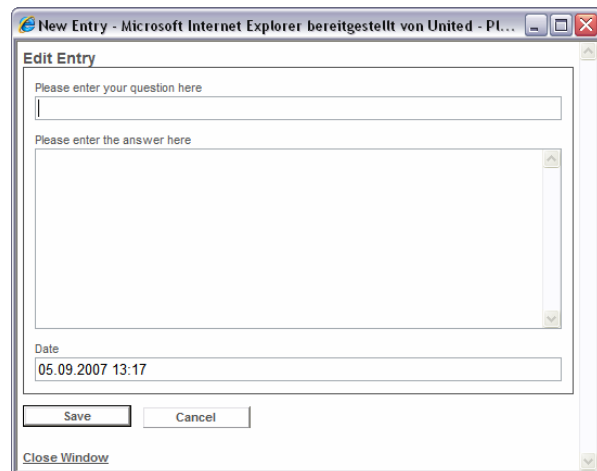 New Entry - Microsoft Internet Explorer bereitgestellt von United - Pl...
Edit Entry
Please enter your question here
Please enter the answer here
Date
05.09.2007 13:17
Save
Cancel
Close Window